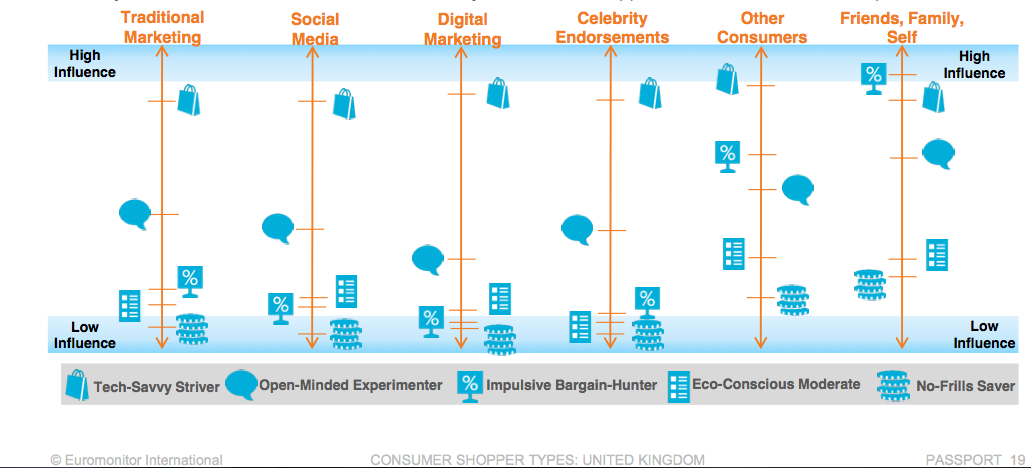 Traditional
Marketing
Social
Media
Digital
Marketing
Celebrity
Endorsements
Other
Consumers
Friends, Family,
Self
High
Influence
High
Influence
%
%
%
%
%
%
Low
Influence
Low
Influence
Tech-Savvy Striver
Open-Minded Experimenter
%
Impulsive Bargain-Hunter
Eco-Conscious Moderate
No-Frills Saver
© Euromonitor International
CONSUMER SHOPPER TYPES: UNITED KINGDOM
PASSPORT 19